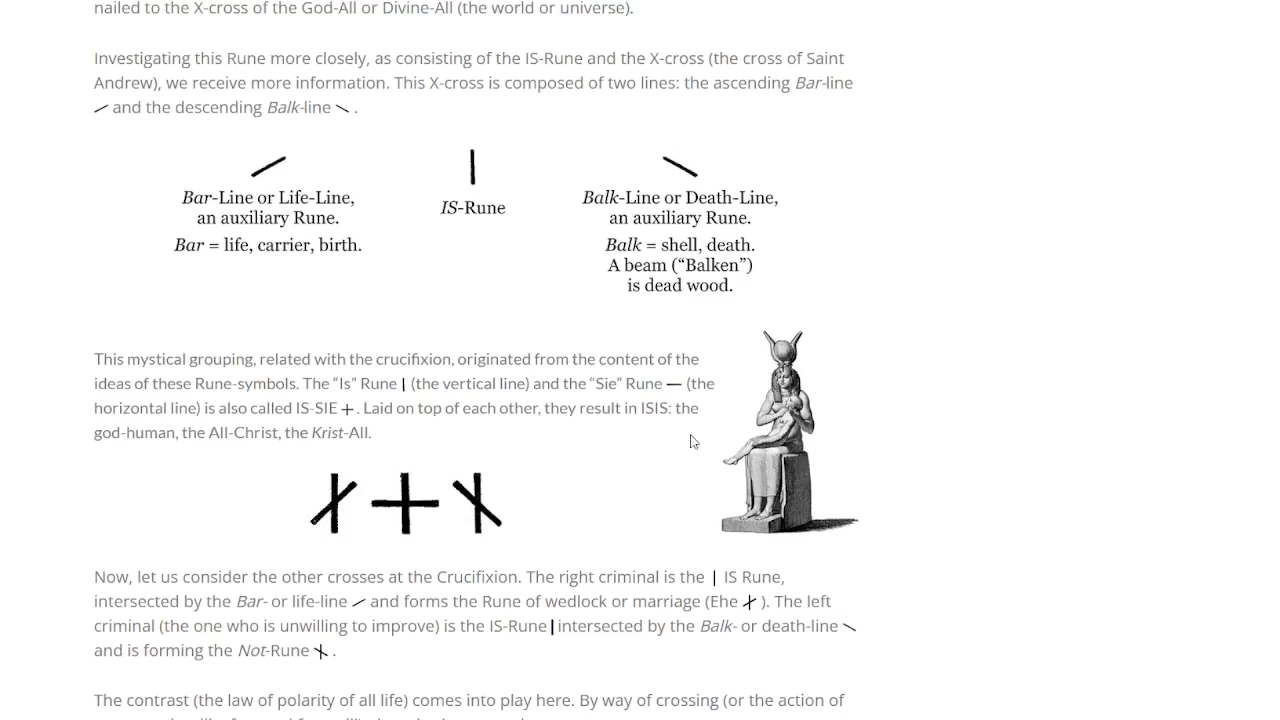 nailed to the X-cross of the God-All or Divine-All (the world or universe).
Investigating this Rune more closely, as consisting of the IS-Rune and the X-cross (the cross of Saint
Andrew), we receive more information. This X-cross is composed of two lines: the ascending Bar-line
and the descending Balk-line .
Bar-Line or Life-Line,
an auxiliary Rune.
Bar = life, carrier, birth.
IS-Rune
Balk-Line or Death-Line,
an auxiliary Rune.
Balk = shell, death.
A beam (“Balken”)
is dead wood.
This mystical grouping, related with the crucifixion, originated from the content of the
ideas of these Rune-symbols. The “Is” Rune | (the vertical line) and the “Sie” Rune — (the
horizontal line) is also called IS-SIE + . Laid on top of each other, they result in ISIS: the
god-human, the All-Christ, the Krist-All.
Now, let us consider the other crosses at the Crucifixion. The right criminal is the | IS Rune,
intersected by the Bar- or life-line and forms the Rune of wedlock or marriage (Ehe ). The left
criminal (the one who is unwilling to improve) is the IS-Rune | intersected by the Balk- or death-line
and is forming the Not-Rune .
The contrast (the law of polarity of all life) comes into play here. By way of crossing (or the action of